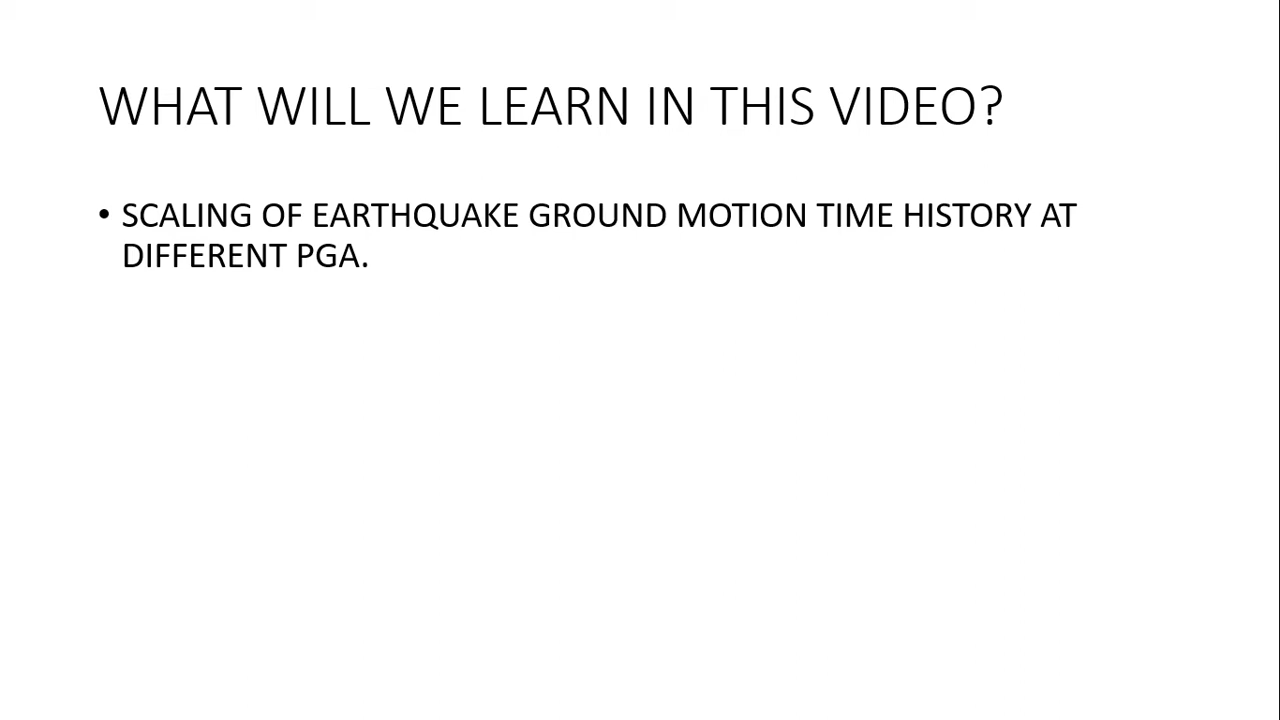 WHAT WILL WE LEARN IN THIS VIDEO?
• SCALING OF EARTHQUAKE GROUND MOTION TIME HISTORY AT
DIFFERENT PGA.